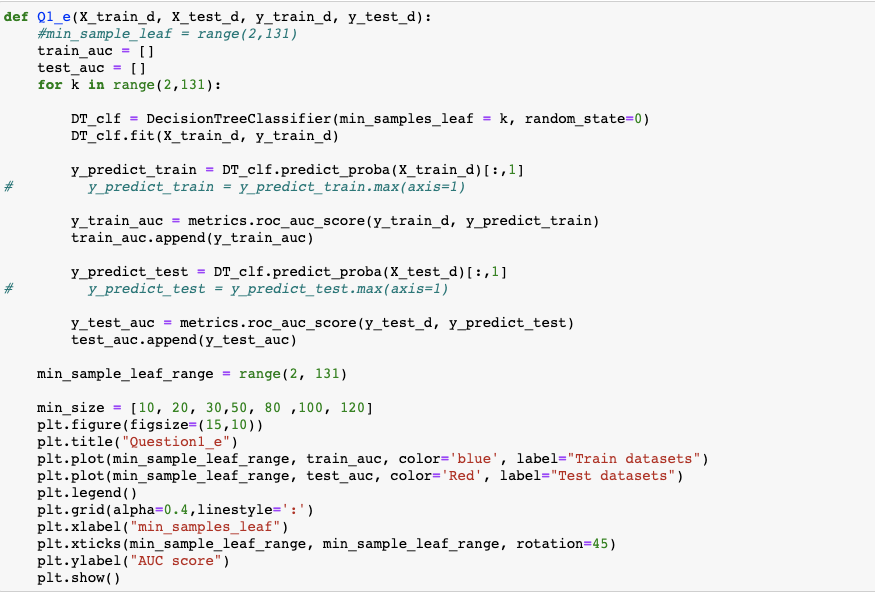 def Q1_e(X_train_d, X_test_d, y_train_d, y_test_d):
    #min_sample_leaf = range(2,131)
    train_auc = []
    test_auc = []
    for k in range(2,131):

        DT_clf = DecisionTreeClassifier(min_samples_leaf = k, random_state=0)
        DT_clf.fit(X_train_d, y_train_d)

        y_predict_train = DT_clf.predict_proba(X_train_d)[:,1]
#         y_predict_train = y_predict_train.max(axis=1)

        y_train_auc = metrics.roc_auc_score(y_train_d, y_predict_train)
        train_auc.append(y_train_auc)

        y_predict_test = DT_clf.predict_proba(X_test_d)[:,1]
#         y_predict_test = y_predict_test.max(axis=1)

        y_test_auc = metrics.roc_auc_score(y_test_d, y_predict_test)
        test_auc.append(y_test_auc)

    min_sample_leaf_range = range(2, 131)

    min_size = [10, 20, 30,50, 80 ,100, 120]
    plt.figure(figsize=(15,10))
    plt.title("Question1_e")
    plt.plot(min_sample_leaf_range, train_auc, color='blue', label="Train datasets")
    plt.plot(min_sample_leaf_range, test_auc, color='Red', label="Test datasets")
    plt.legend()
    plt.grid(alpha=0.4,linestyle=':')
    plt.xlabel("min_samples_leaf")
    plt.xticks(min_sample_leaf_range, min_sample_leaf_range, rotation=45)
    plt.ylabel("AUC score")
    plt.show()